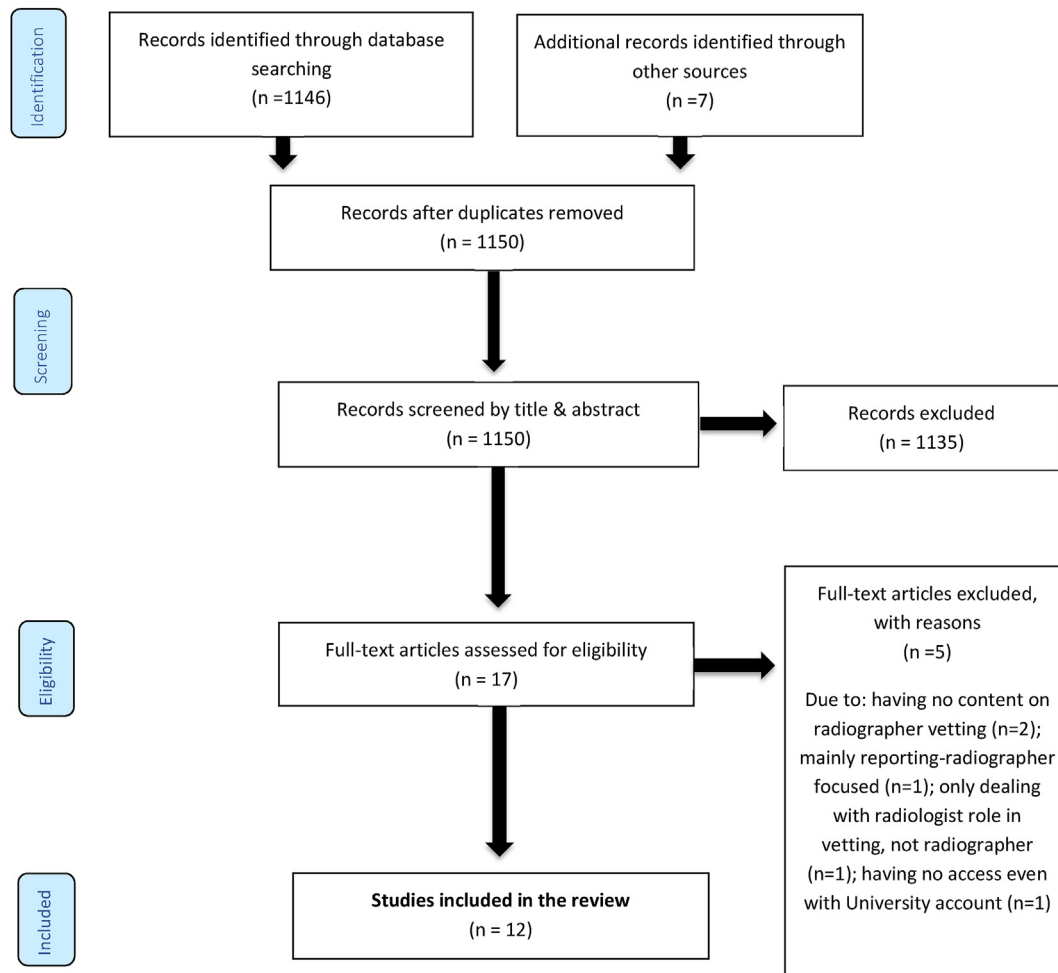 Identification
Records identified through database
searching
(n =1146)
Additional records identified through
other sources
(n =7)
Records after duplicates removed
(n = 1150)
Screening
Records screened by title & abstract
(n = 1150)
Records excluded
(n = 1135)
Eligibility
Full-text articles assessed for eligibility
(n = 17)
Full-text articles excluded,
with reasons
(n =5)
Due to: having no content on
radiographer vetting (n=2);
mainly reporting-radiographer
focused (n=1); only dealing
with radiologist role in
vetting, not radiographer
(n=1); having no access even
with University account (n=1)
Included
Studies included in the review
(n = 12)